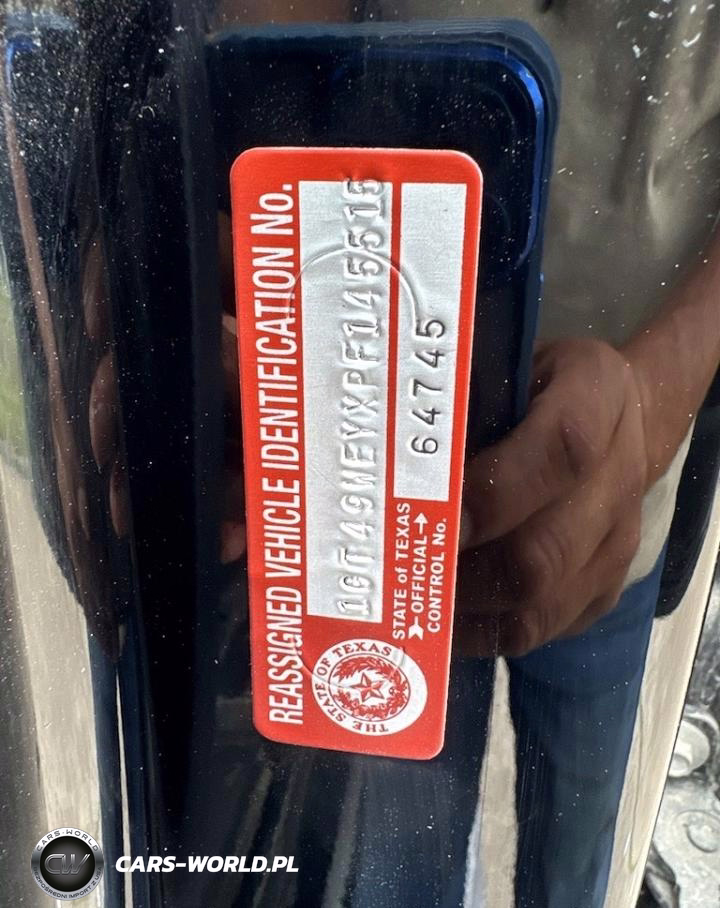 REASSIGNED VEHICLE IDENTIFICATION No.
1GT49WEYXPF145515
64745
STATE of TEXAS
OFFICIAL→
CONTROL No.
THE STATE OF TEXAS
CARS-WORLD
CW
CARS-WORLD.PL